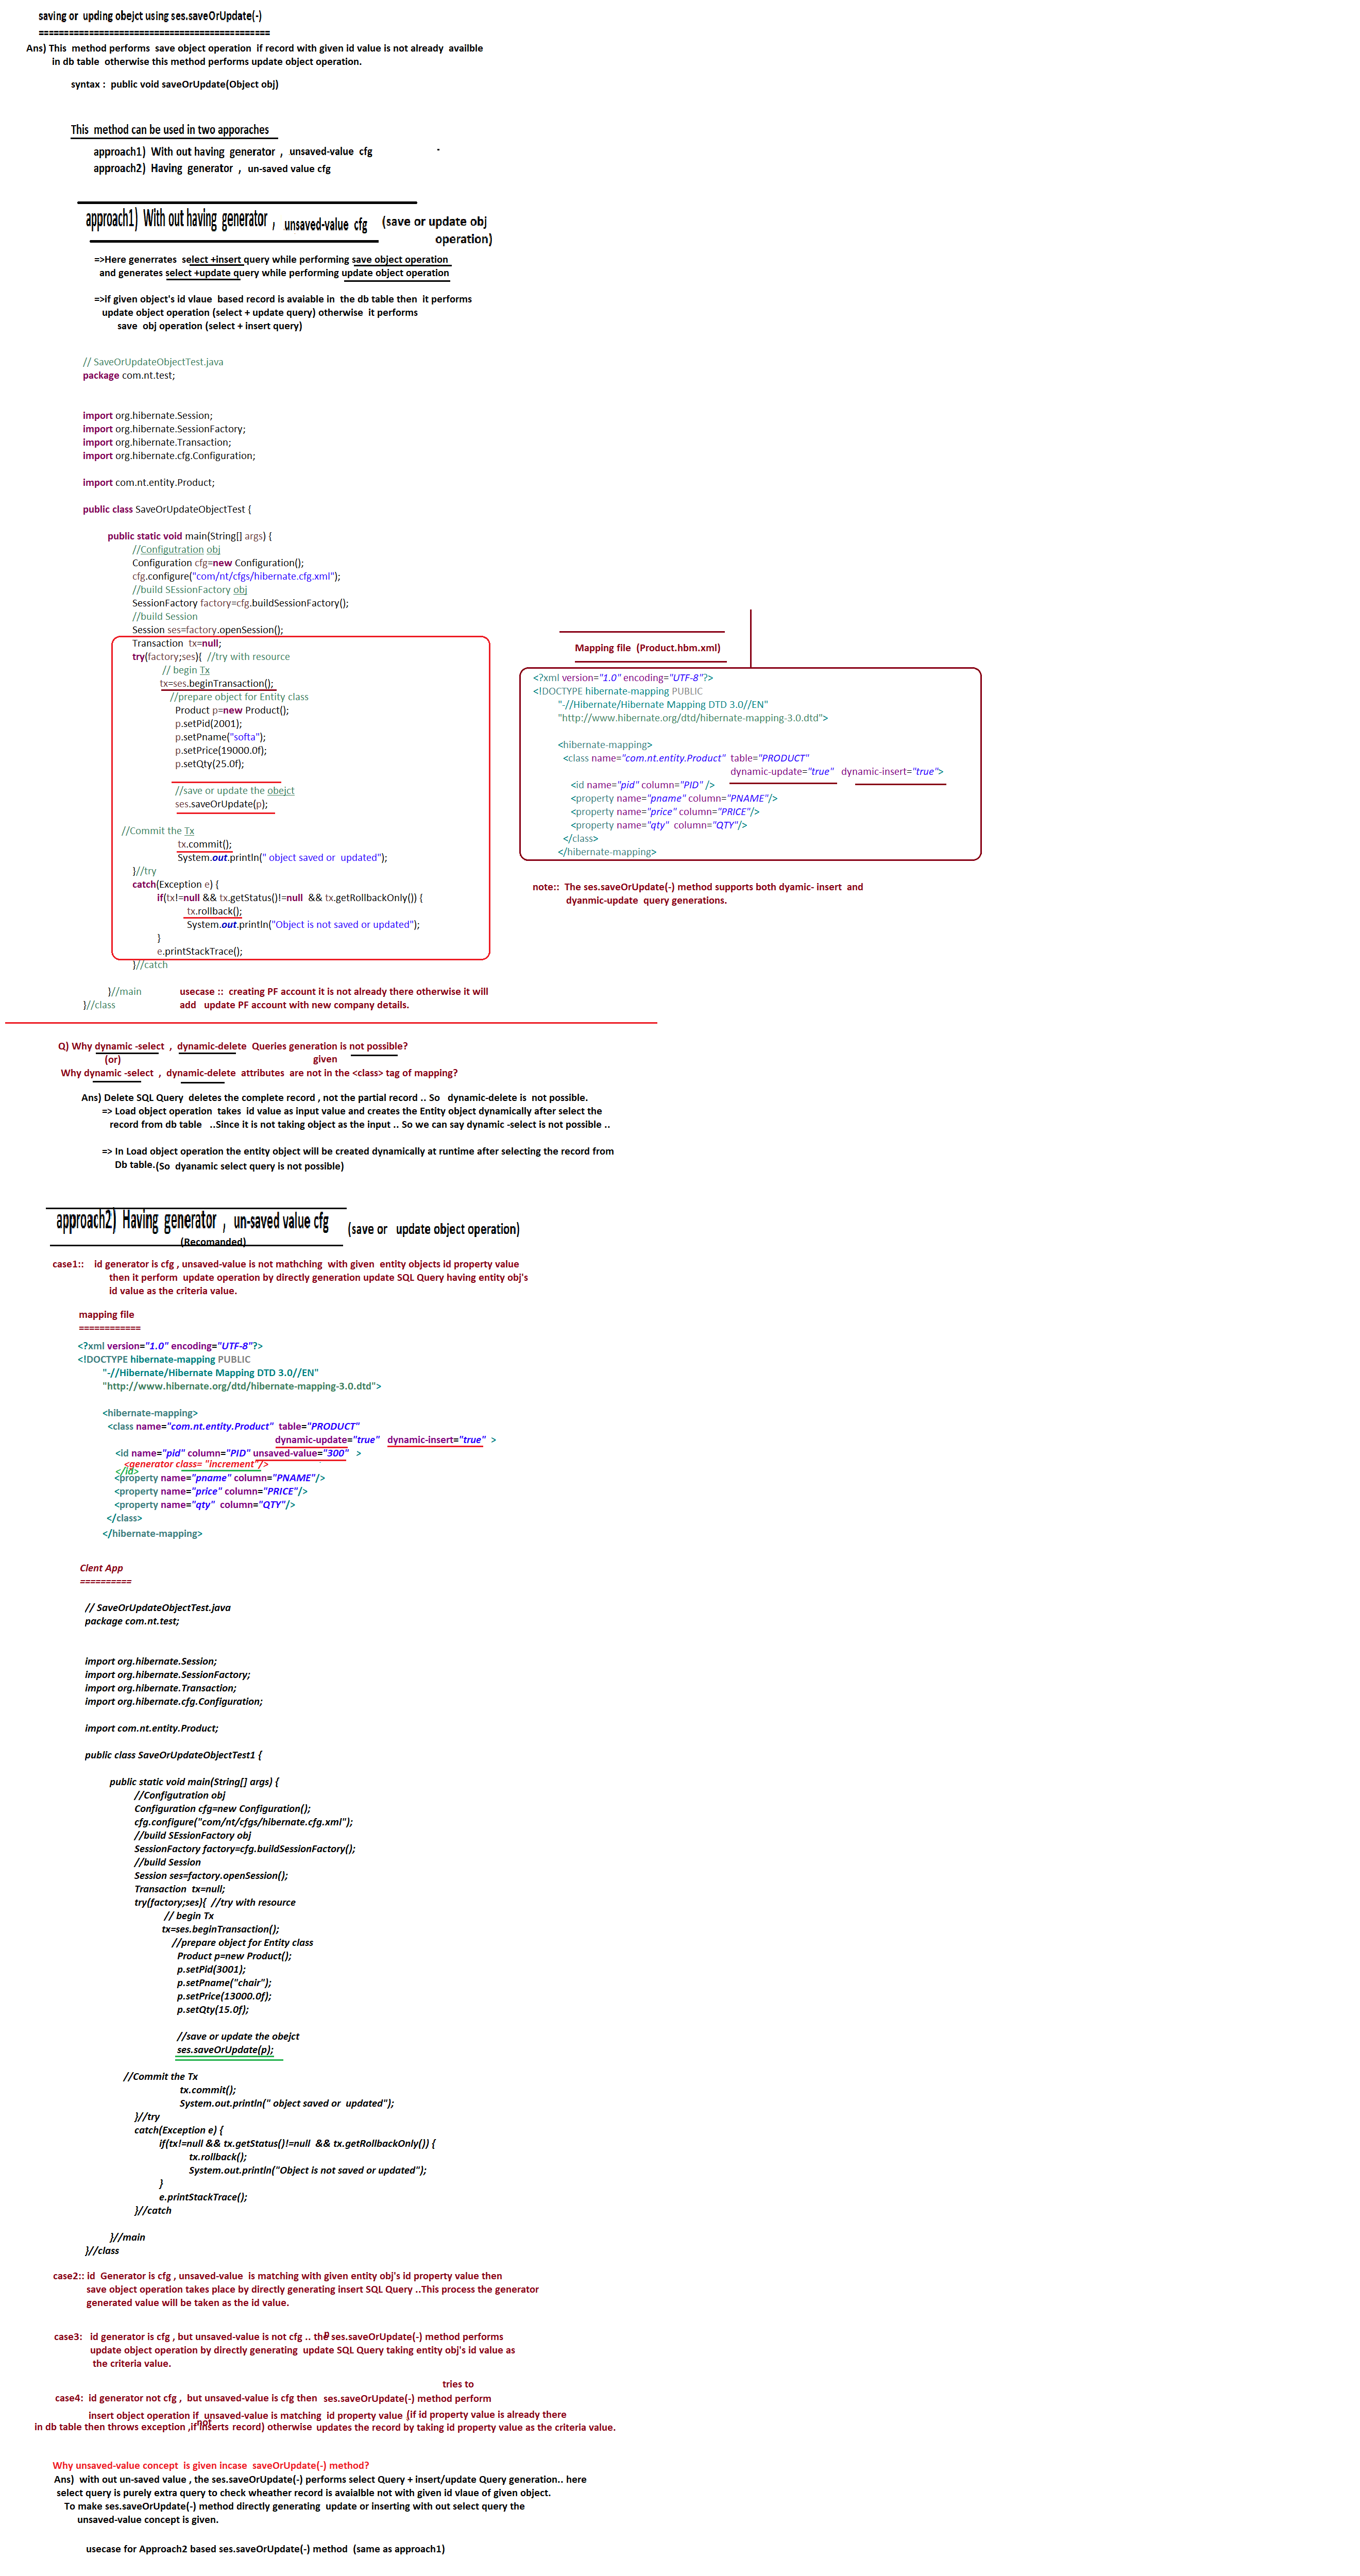 saving or  upding obejct using ses.saveOrUpdate(-)
==============================================
Ans) This  method performs  save object operation  if record with given id value is not already  availble
in db table  otherwise this method performs update object operation.
syntax :  public void saveOrUpdate(Object obj)
This  method can be used in two apporaches
approach1)  With out having  generator  ,  unsaved-value  cfg
approach2)  Having  generator  ,  un-saved value cfg
approach1)  With out having  generator ,  unsaved-value  cfg    (save or update obj
operation)
=>Here generrates  select +insert query while performing save object operation
and generates select +update query while performing update object operation
=>if given object's id vlaue  based record is avaiable in  the db table then  it performs
update object operation (select + update query) otherwise  it performs
save  obj operation (select + insert query)
// SaveOrUpdateObjectTest.java
package com.nt.test;
import org.hibernate.Session;
import org.hibernate.SessionFactory;
import org.hibernate.Transaction;
import org.hibernate.cfg.Configuration;
import com.nt.entity.Product;
public class SaveOrUpdateObjectTest {
public static void main(String[] args) {
//Configutration obj
Configuration cfg=new Configuration();
cfg.configure("com/nt/cfgs/hibernate.cfg.xml");
//build SEssionFactory obj
SessionFactory factory=cfg.buildSessionFactory();
//build Session
Session ses=factory.openSession();
Transaction  tx=null;
try(factory;ses){  //try with resource
// begin Tx
tx=ses.beginTransaction();
//prepare object for Entity class
Product p=new Product();
p.setPid(2001);
p.setPname("softa");
p.setPrice(19000.0f);
p.setQty(25.0f);
//save or update the obejct
ses.saveOrUpdate(p);
//Commit the Tx
tx.commit();
System.out.println(" object saved or  updated");
}//try
catch(Exception e) {
if(tx!=null && tx.getStatus()!=null  && tx.getRollbackOnly()) {
tx.rollback();
System.out.println("Object is not saved or updated");
}
e.printStackTrace();
}//catch
}//main
}//class
Mapping file  (Product.hbm.xml)
<?xml version="1.0" encoding="UTF-8"?>
<!DOCTYPE hibernate-mapping PUBLIC
"-//Hibernate/Hibernate Mapping DTD 3.0//EN"
"http://www.hibernate.org/dtd/hibernate-mapping-3.0.dtd">
<hibernate-mapping>
<class name="com.nt.entity.Product"  table="PRODUCT"
dynamic-update="true"   dynamic-insert="true">
<id name="pid" column="PID" />
<property name="pname" column="PNAME"/>
<property name="price" column="PRICE"/>
<property name="qty"  column="QTY"/>
</class>
</hibernate-mapping>
note::  The ses.saveOrUpdate(-) method supports both dyamic- insert  and
dyanmic-update  query generations.
usecase ::  creating PF account it is not already there otherwise it will
add   update PF account with new company details.
Q) Why dynamic -select  ,  dynamic-delete  Queries generation is not possible?
(or)    given
Why dynamic -select  ,  dynamic-delete  attributes  are not in the <class> tag of mapping?
Ans) Delete SQL Query  deletes the complete record , not the partial record .. So   dynamic-delete is  not possible.
=> Load object operation  takes  id value as input value and creates the Entity object dynamically after select the
record from db table   ..Since it is not taking object as the input .. So we can say dynamic -select is not possible ..
=> In Load object operation the entity object will be created dynamically at runtime after selecting the record from
Db table.(So  dyanamic select query is not possible)
approach2)  Having  generator  ,  un-saved value cfg    (save or   update object operation)
(Recomanded)
case1::    id generator is cfg , unsaved-value is not mathching  with given  entity objects id property value
then it perform  update operation by directly generation update SQL Query having entity obj's
id value as the criteria value.
mapping file
============
<?xml version="1.0" encoding="UTF-8"?>
<!DOCTYPE hibernate-mapping PUBLIC
"-//Hibernate/Hibernate Mapping DTD 3.0//EN"
"http://www.hibernate.org/dtd/hibernate-mapping-3.0.dtd">
<hibernate-mapping>
<class name="com.nt.entity.Product"  table="PRODUCT"
dynamic-update="true"   dynamic-insert="true"  >
<id name="pid" column="PID" unsaved-value="300"   >
<generator class= "increment"/>
</id>
<property name="pname" column="PNAME"/>
<property name="price" column="PRICE"/>
<property name="qty"  column="QTY"/>
</class>
</hibernate-mapping>
Clent App
==========
// SaveOrUpdateObjectTest.java
package com.nt.test;
import org.hibernate.Session;
import org.hibernate.SessionFactory;
import org.hibernate.Transaction;
import org.hibernate.cfg.Configuration;
import com.nt.entity.Product;
public class SaveOrUpdateObjectTest1 {
public static void main(String[] args) {
//Configutration obj
Configuration cfg=new Configuration();
cfg.configure("com/nt/cfgs/hibernate.cfg.xml");
//build SEssionFactory obj
SessionFactory factory=cfg.buildSessionFactory();
//build Session
Session ses=factory.openSession();
Transaction  tx=null;
try(factory;ses){  //try with resource
// begin Tx
tx=ses.beginTransaction();
//prepare object for Entity class
Product p=new Product();
p.setPid(3001);
p.setPname("chair");
p.setPrice(13000.0f);
p.setQty(15.0f);
//save or update the obejct
ses.saveOrUpdate(p);
//Commit the Tx
tx.commit();
System.out.println(" object saved or  updated");
}//try
catch(Exception e) {
if(tx!=null && tx.getStatus()!=null  && tx.getRollbackOnly()) {
tx.rollback();
System.out.println("Object is not saved or updated");
}
e.printStackTrace();
}//catch
}//main
}//class
case2:: id  Generator is cfg , unsaved-value  is matching with given entity obj's id property value then
save object operation takes place by directly generating insert SQL Query ..This process the generator
generated value will be taken as the id value.
case3:   id generator is cfg , but unsaved-value is not cfg .. the ses.saveOrUpdate(-) method performs
update object operation by directly generating  update SQL Query taking entity obj's id value as
the criteria value.
tries to
case4:  id generator not cfg ,  but unsaved-value is cfg then  ses.saveOrUpdate(-) method perform
insert object operation if  unsaved-value is matching  id property value (if id property value is already there
not
in db table then throws exception ,if inserts record) otherwise updates the record by taking id property value as the criteria value.
Why unsaved-value concept  is given incase  saveOrUpdate(-) method?
Ans)  with out un-saved value , the ses.saveOrUpdate(-) performs select Query + insert/update Query generation.. here
select query is purely extra query to check wheather record is avaialble not with given id vlaue of given object.
To make ses.saveOrUpdate(-) method directly generating  update or inserting with out select query the
unsaved-value concept is given.
usecase for Approach2 based ses.saveOrUpdate(-) method  (same as approach1)